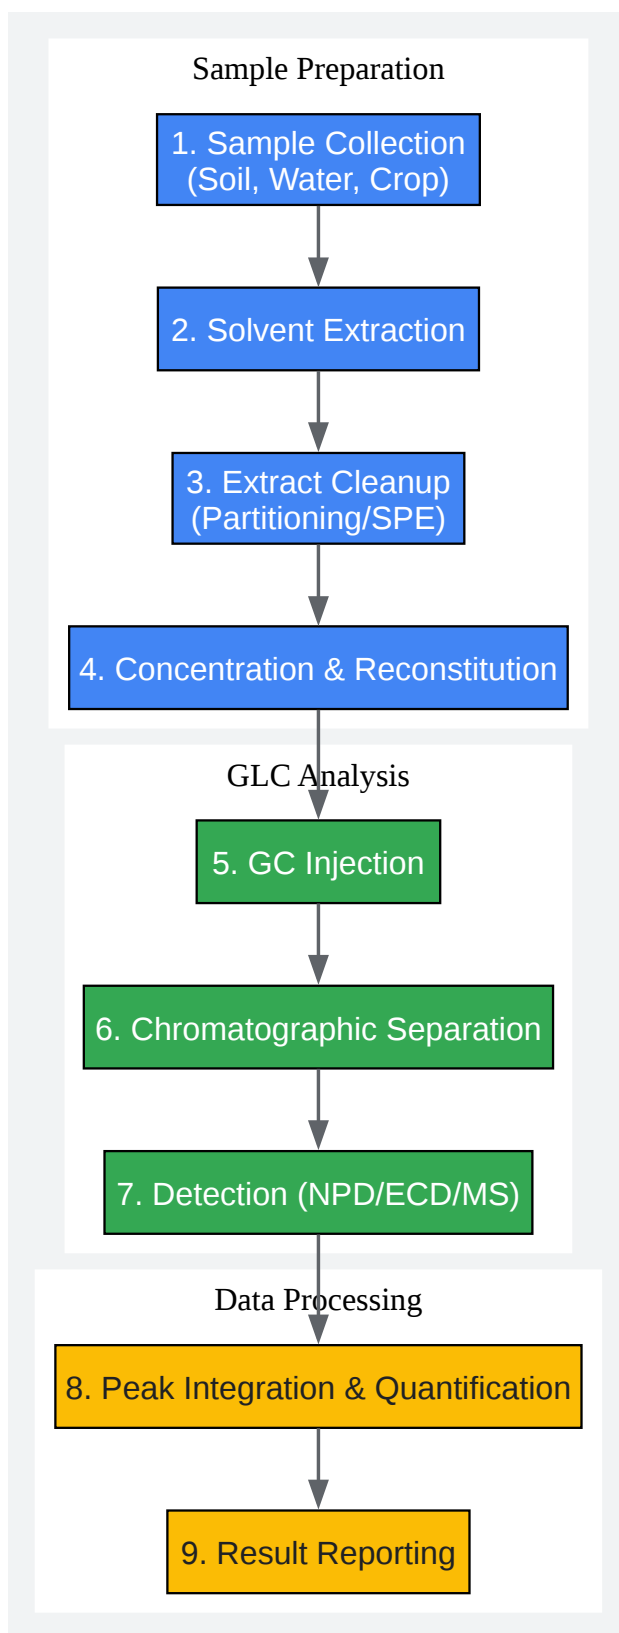 Sample Preparation
1. Sample Collection
(Soil, Water, Crop)
2. Solvent Extraction
3. Extract Cleanup
(Partitioning/SPE)
4. Concentration & Reconstitution
GLC Analysis
5. GC Injection
6. Chromatographic Separation
7. Detection (NPD/ECD/MS)
Data Processing
8. Peak Integration & Quantification
9. Result Reporting